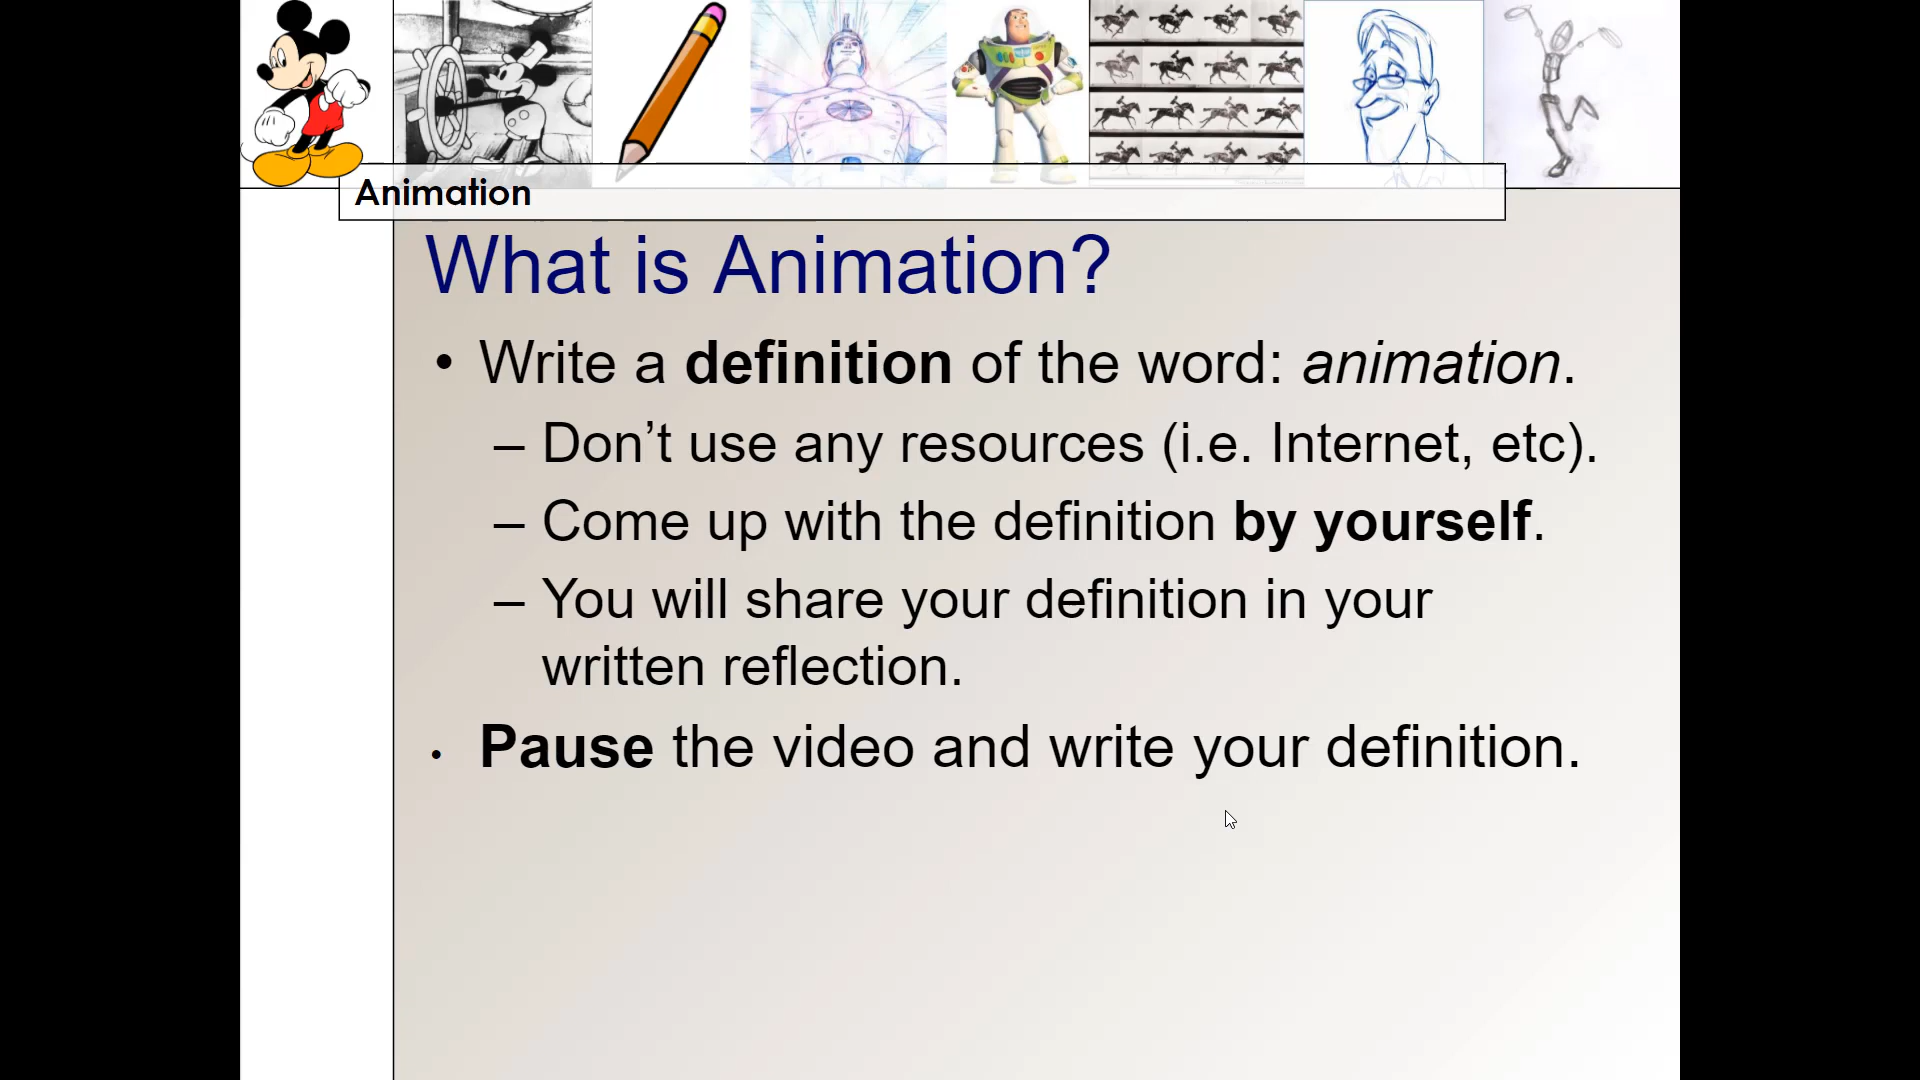 Animation
What is Animation?
• Write a definition of the word: animation.
– Don’t use any resources (i.e. Internet, etc).
– Come up with the definition by yourself.
– You will share your definition in your
written reflection.
• Pause the video and write your definition.